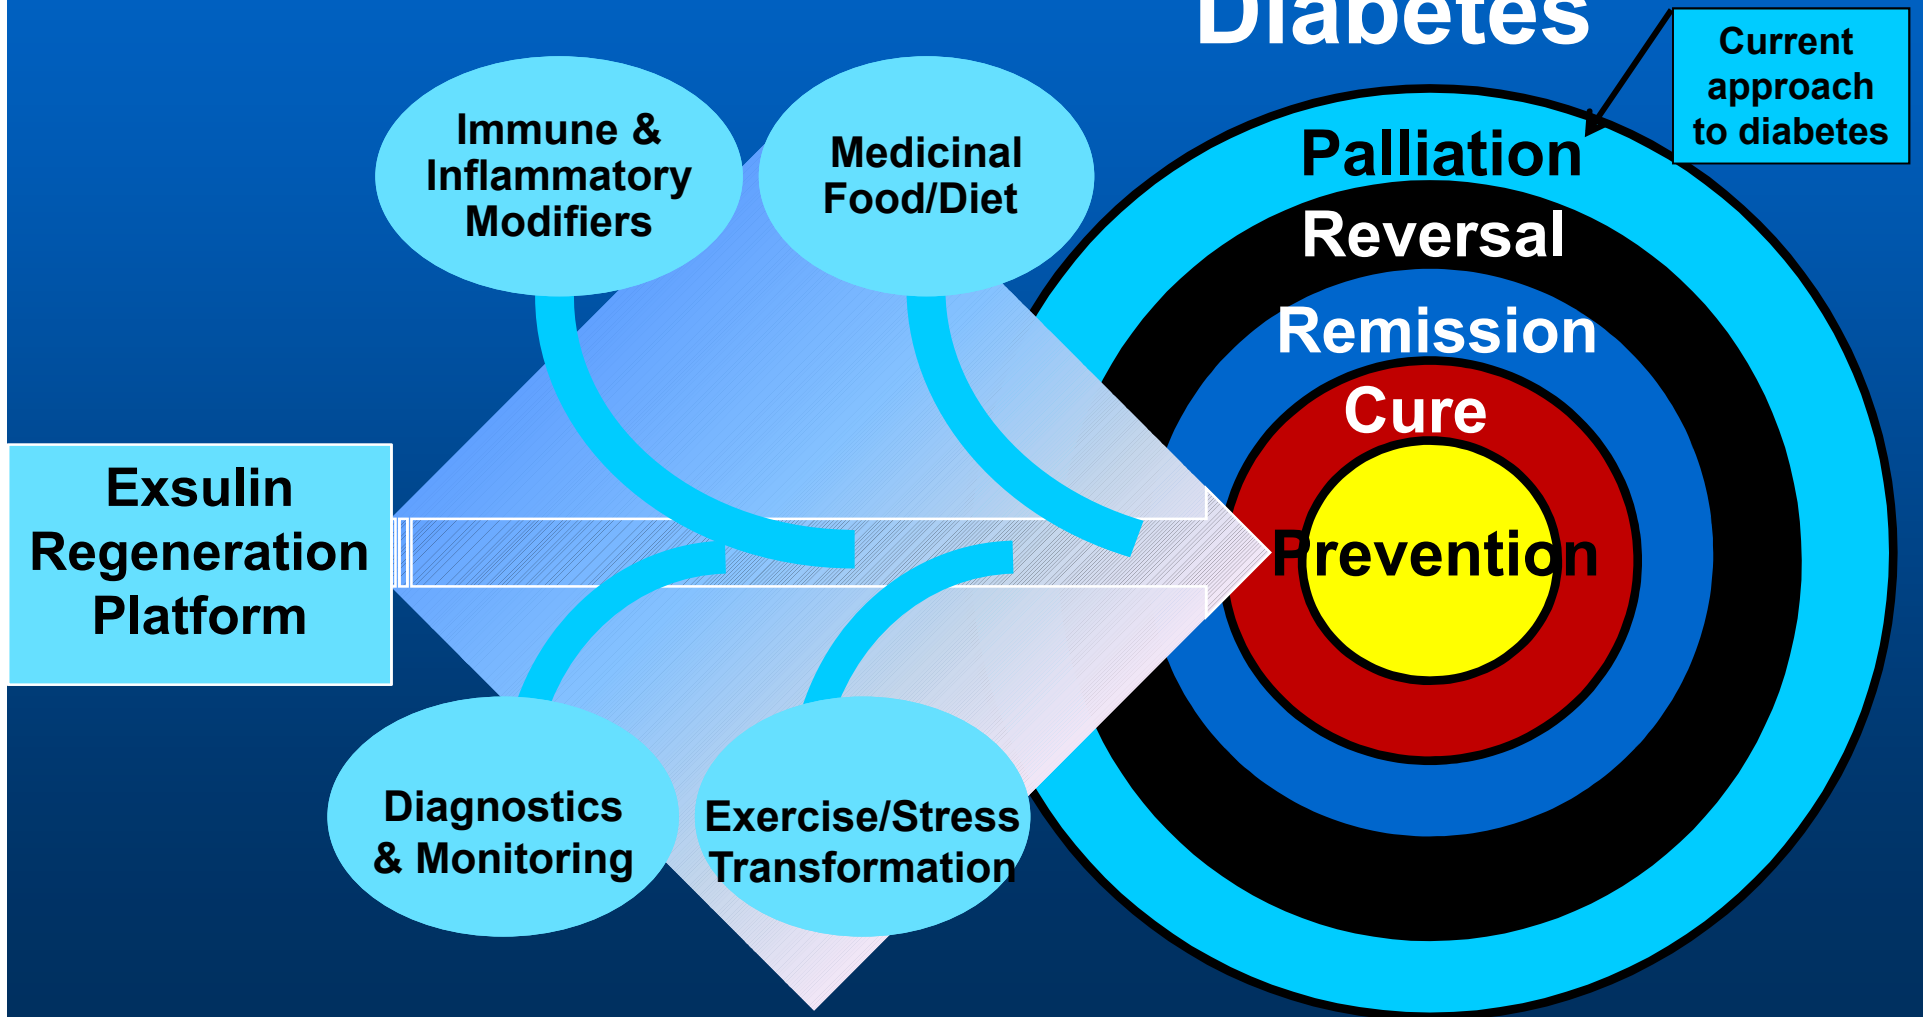 Diabetes
Current
approach
to diabetes
Immune &
Inflammatory
Modifiers
Medicinal
Food/Diet
Palliation
Reversal
Remission
Cure
Prevention
Exsulin
Regeneration
Platform
Diagnostics
& Monitoring
Exercise/Stress
Transformation